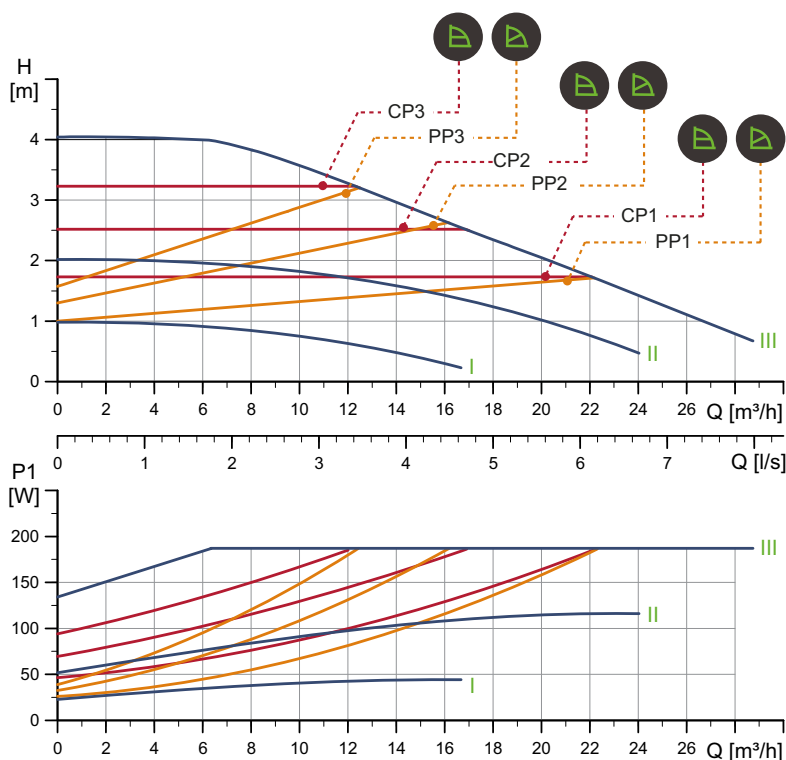 H
[m]
CP3
PP3
CP2
PP2
CP1
PP1
4
3
2
1
0
I
II
III
0 2 4 6 8 10 12 14 16 18 20 22 24 26 Q [m³/h]
0 1 2 3 4 5 6 7 Q [l/s]
P1
[W]
200
150
100
50
0
III
II
I
0 2 4 6 8 10 12 14 16 18 20 22 24 26 Q [m³/h]